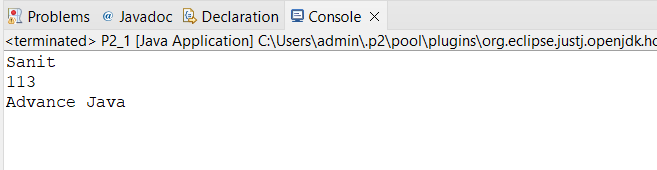 Problems @ Javadoc Declaration Console
<terminated> P2_1 [Java Application] C:\Users\admin\.p2\pool\plugins\org.eclipse.justj.openjdk.ho
Sanit
113
Advance Java